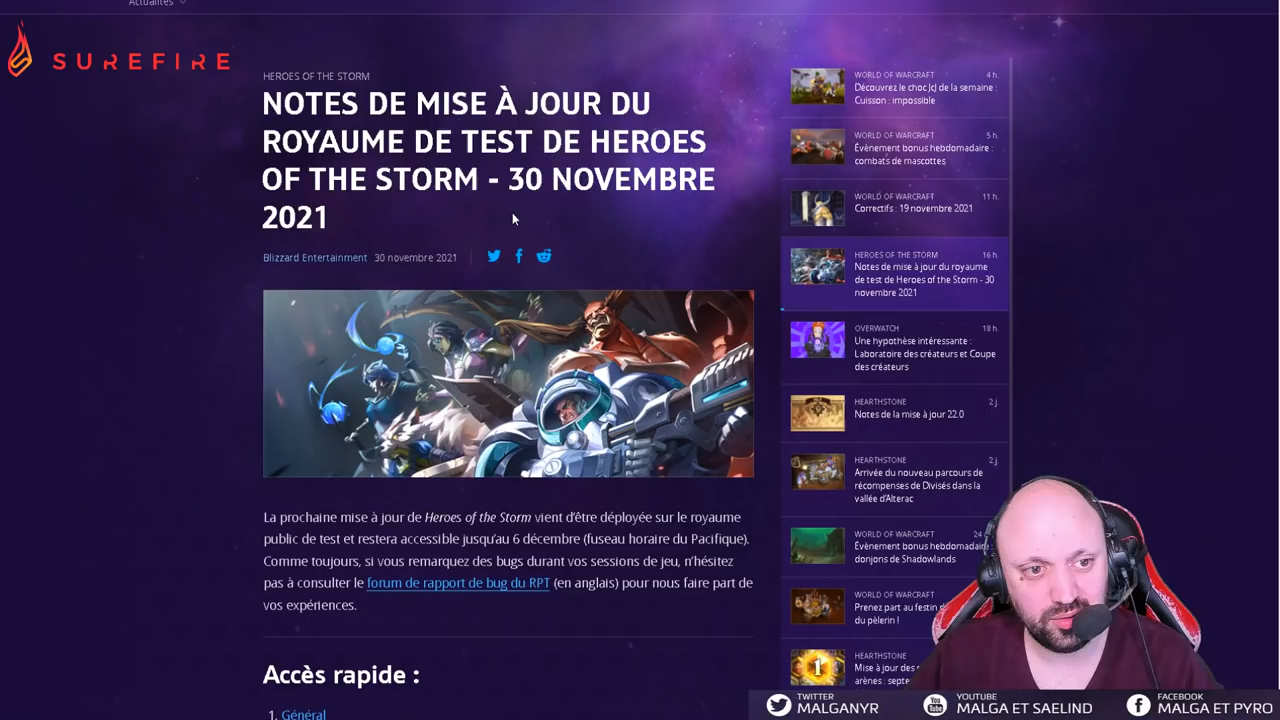 Actualités
SUREFIRE
HEROES OF THE STORM
NOTES DE MISE À JOUR DU
ROYAUME DE TEST DE HEROES
OF THE STORM - 30 NOVEMBRE
2021
Blizzard Entertainment 30 novembre 2021
La prochaine mise à jour de Heroes of the Storm vient d'être déployée sur le royaume
public de test et restera accessible jusqu'au 6 décembre (fuseau horaire du Pacifique).
Comme toujours, si vous remarquez des bugs durant vos sessions de jeu, n'hésitez
pas à consulter le forum de rapport de bug du RPT (en anglais) pour nous faire part de
vos expériences.
Accès rapide :
1. Général
WORLD OF WARCRAFT 4 h.
Découvrez le choc JcJ de la semaine :
Cuisson : impossible
WORLD OF WARCRAFT 5 h.
Évènement bonus hebdomadaire :
combats de mascottes
WORLD OF WARCRAFT 11 h.
Correctifs : 19 novembre 2021
HEROES OF THE STORM 16 h.
Notes de mise à jour du royaume
de test de Heroes of the Storm - 30
novembre 2021
OVERWATCH 18 h.
Une hypothèse intéressante :
Laboratoire des créateurs et Coupe
des créateurs
HEARTHSTONE 2 j.
Notes de la mise à jour 22.0
HEARTHSTONE 2 j.
Arrivée du nouveau parcours de
récompenses de Divisés dans la
vallée d'Alterac
WORLD OF WARCRAFT 24
Évènement bonus hebdomadaire :
donjons de Shadowlands
WORLD OF WARCRAFT
Prenez part au festin
du pèlerin !
HEARTHSTONE
1
Mise à jour des
arènes : septe
TWITTER
MALGANYR
YOUTUBE
MALGA ET SAELIND
FACEBOOK
MALGA ET PYRO